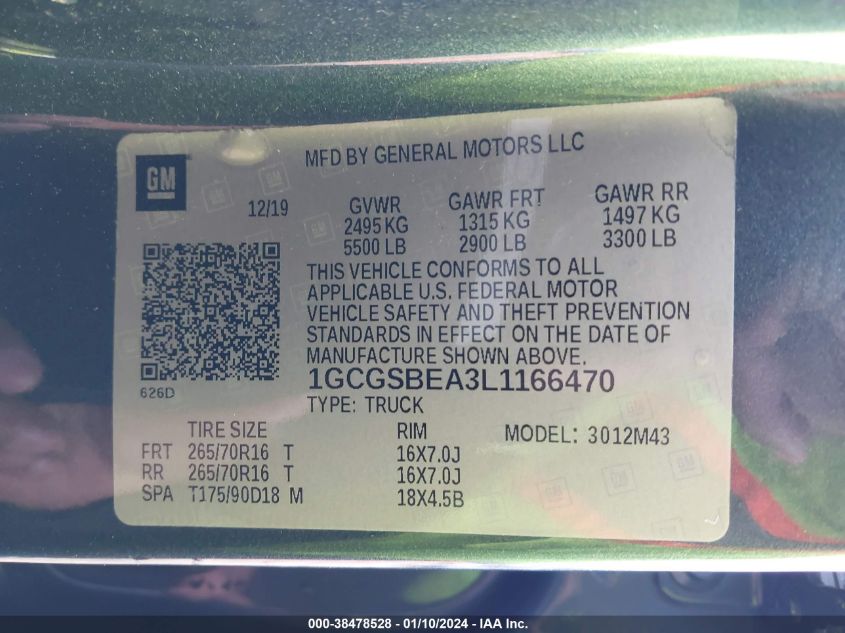 MFD BY GENERAL MOTORS LLC
GM
12/19
GVWR GAWR FRT GAWR RR
2495 KG 1315 KG 1497 KG
5500 LB 2900 LB 3300 LB
THIS VEHICLE CONFORMS TO ALL
APPLICABLE U.S. FEDERAL MOTOR
VEHICLE SAFETY AND THEFT PREVENTION
STANDARDS IN EFFECT ON THE DATE OF
MANUFACTURE SHOWN ABOVE.
626D
1GCGSBEA3L1166470
TYPE: TRUCK
TIRE SIZE RIM MODEL: 3012M43
FRT 265/70R16 T 16X7.0J
RR 265/70R16 T 16X7.0J
SPA T175/90D18 M 18X4.5B
000-38478528 - 01/10/2024 - IAA Inc.